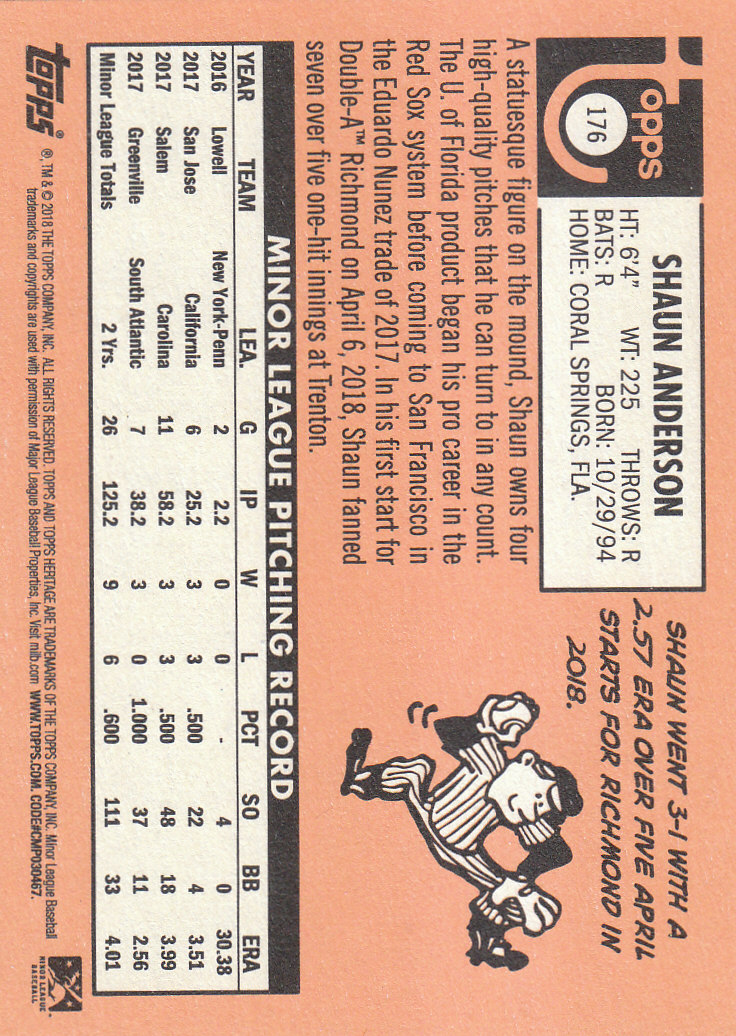 topps
176
SHAUN ANDERSON
HT: 6'4" WT: 225 THROWS: R
BATS: R BORN: 10/29/94
HOME: CORAL SPRINGS, FLA.
A statuesque figure on the mound, Shaun owns four
high-quality pitches that he can turn to in any count.
The U. of Florida product began his pro career in the
Red Sox system before coming to San Francisco in
the Eduardo Nunez trade of 2017. In his first start for
Double-A™ Richmond on April 6, 2018, Shaun fanned
seven over five one-hit innings at Trenton.
SHAUN WENT 3-1 WITH A
2.57 ERA OVER FIVE APRIL
STARTS FOR RICHMOND IN
2018.
MINOR LEAGUE PITCHING RECORD
YEAR TEAM LEA. G IP W L PCT SO BB ERA
2016 Lowell New York-Penn 2 2.2 0 0 - 4 0 30.38
2017 San Jose California 6 25.2 3 3 .500 22 4 3.51
2017 Salem Carolina 11 58.2 3 3 .500 48 18 3.99
2017 Greenville South Atlantic 7 38.2 3 0 1.000 37 11 2.56
Minor League Totals 2 Yrs. 26 125.2 9 6 .600 111 33 4.01
topps®
®, TM & © 2018 THE TOPPS COMPANY, INC. ALL RIGHTS RESERVED. TOPPS AND TOPPS HERITAGE ARE TRADEMARKS OF THE TOPPS COMPANY, INC. Minor League Baseball
trademarks and copyrights are used with permission of Major League Baseball Properties, Inc. Visit milb.com WWW.TOPPS.COM. CODE#CMP030467.
MINOR LEAGUE
BASEBALL